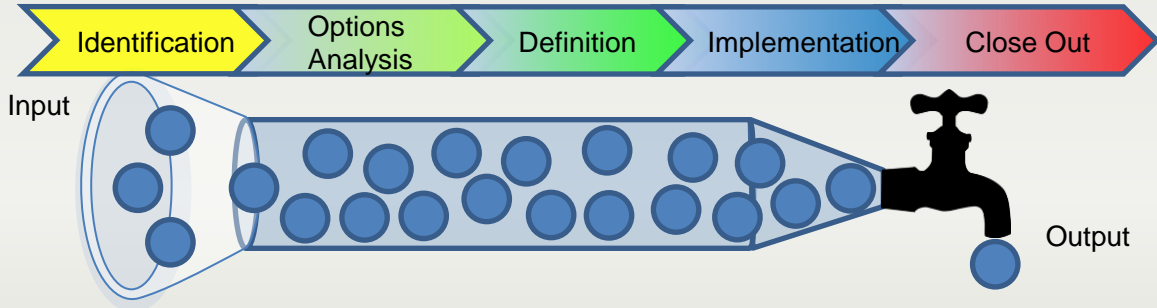 Identification
Options
Analysis
Definition
Implementation
Close Out
Input
Output